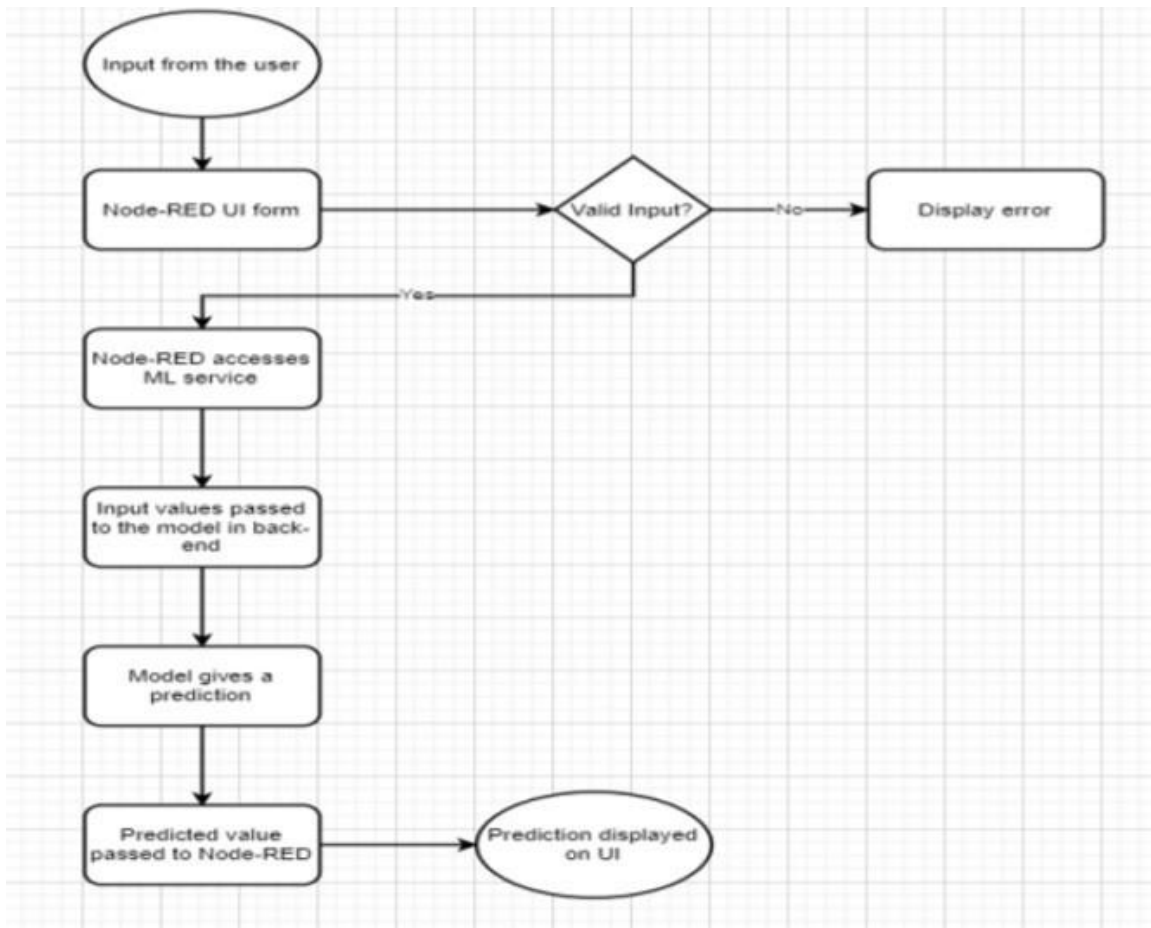 Input from the user
Node-RED UI form
Valid Input?
No
Display error
Yes
Node-RED accesses
ML service
Input values passed
to the model in back-
end
Model gives a
prediction
Predicted value
passed to Node-RED
Prediction displayed
on UI